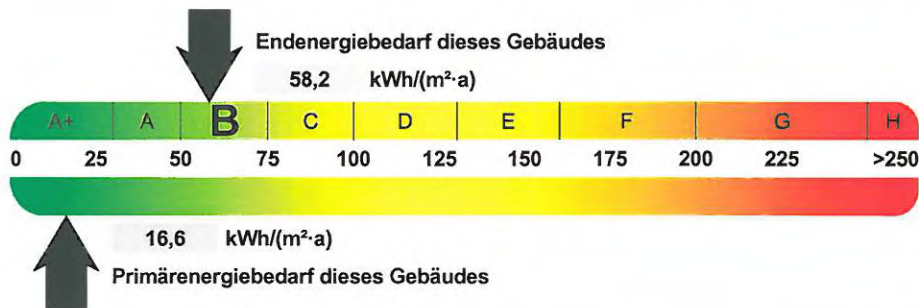 Endenergiebedarf dieses Gebäudes
58,2 kWh/(m²·a)
A+ A B C D E F G H
0 25 50 75 100 125 150 175 200 225 >250
16,6 kWh/(m²·a)
Primärenergiebedarf dieses Gebäudes